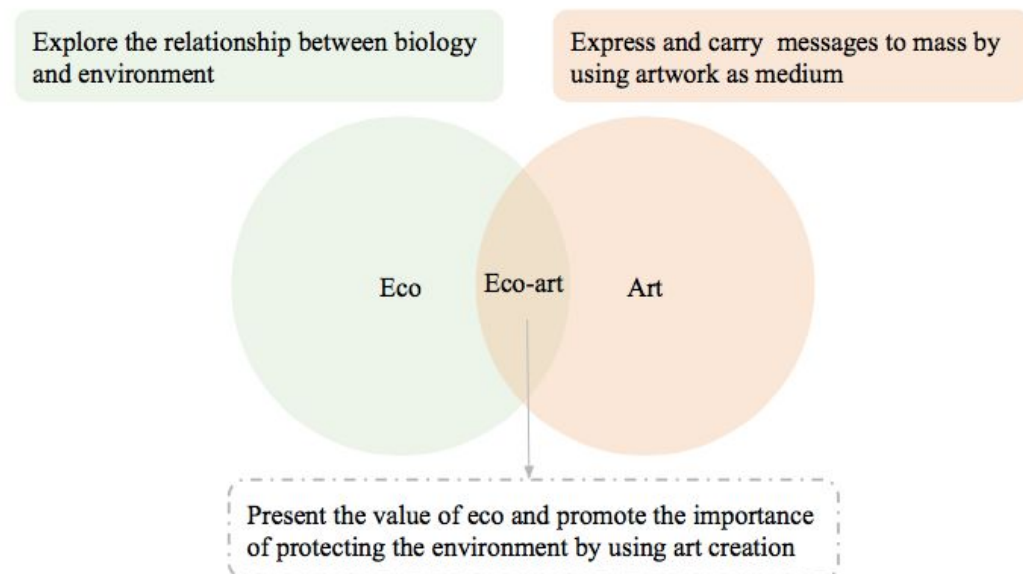 Explore the relationship between biology
and environment
Express and carry messages to mass by
using artwork as medium
Eco
Eco-art
Art
Present the value of eco and promote the importance
of protecting the environment by using art creation